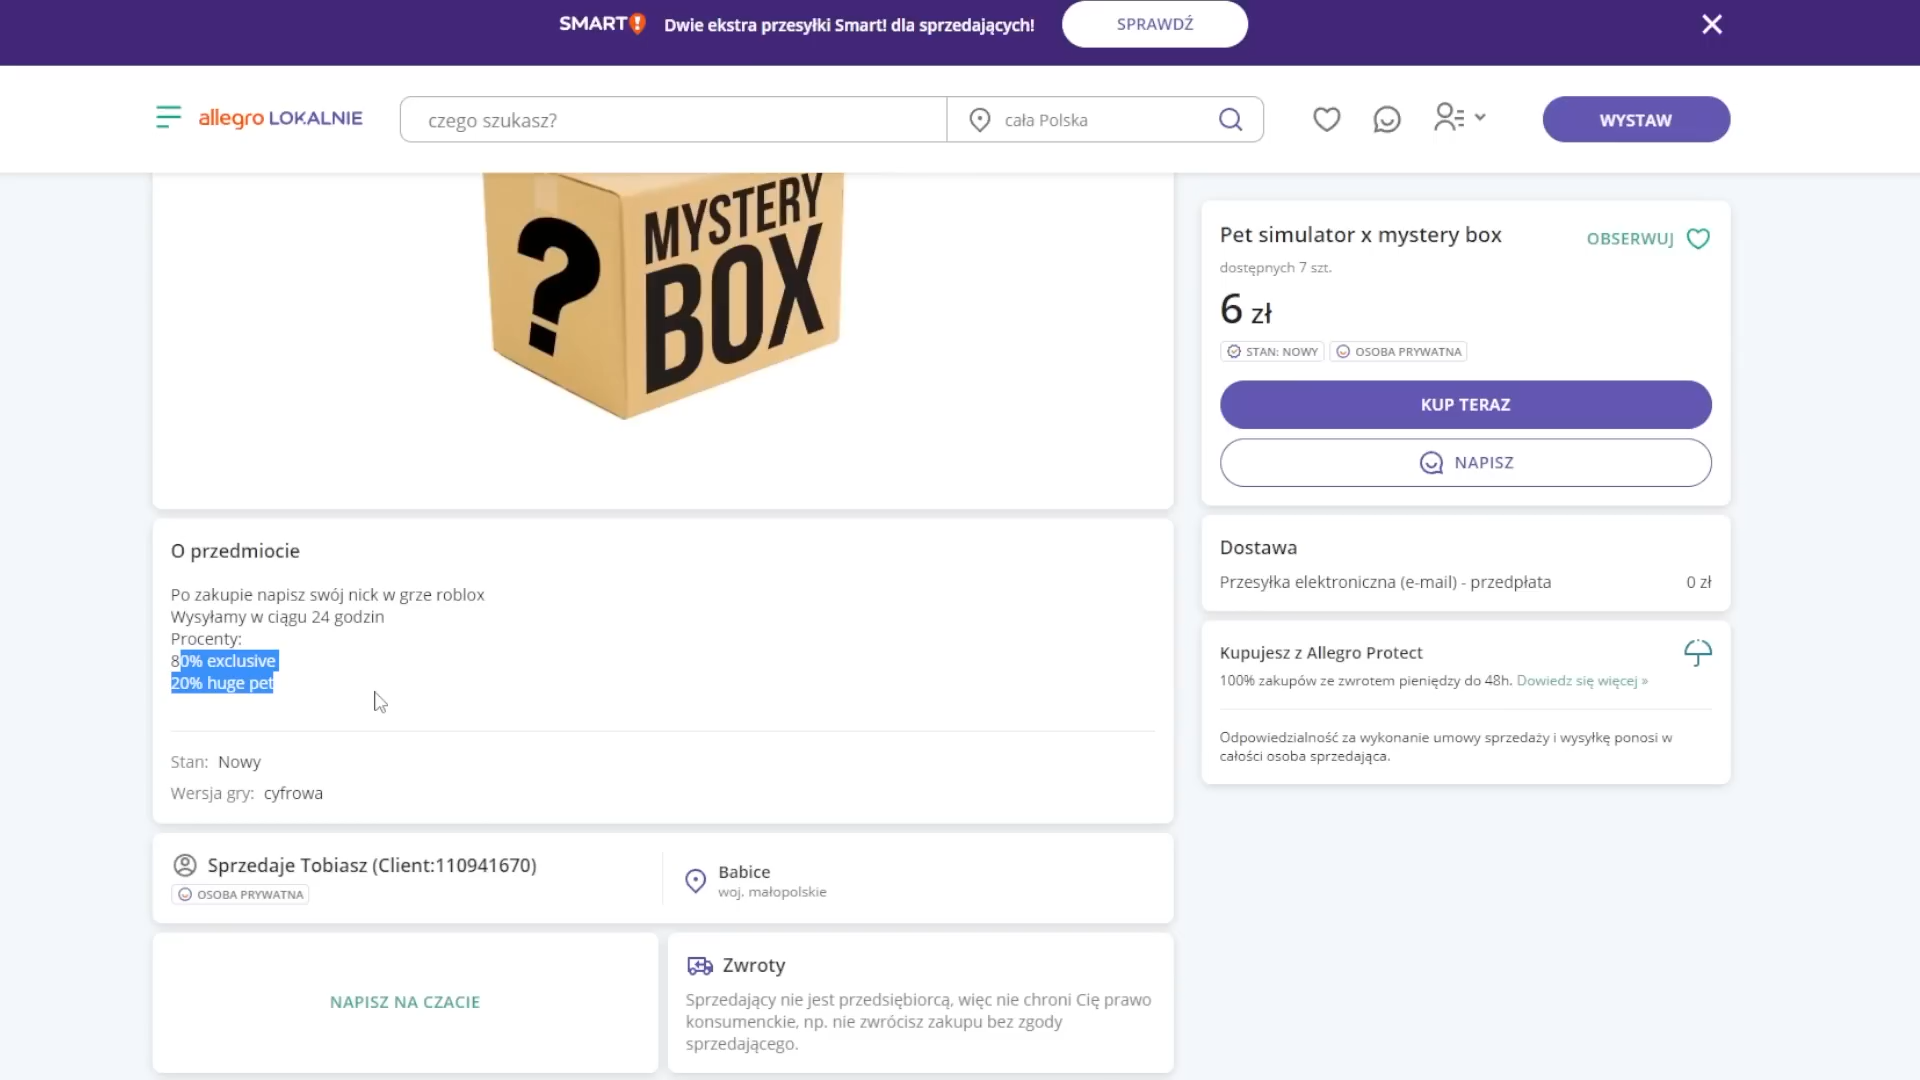 SMART! Dwie ekstra przesyłki Smart! dla sprzedających! SPRAWDŹ
allegro LOKALNIE czego szukasz? cała Polska WYSTAW
?
MYSTERY
BOX
Pet simulator x mystery box OBSERWUJ
dostępnych 7 szt.
6 zł
STAN: NOWY OSOBA PRYWATNA
KUP TERAZ
NAPISZ
Dostawa
Przesyłka elektroniczna (e-mail) - przedpłata 0 zł
Kupujesz z Allegro Protect
100% zakupów ze zwrotem pieniędzy do 48h. Dowiedz się więcej »
Odpowiedzialność za wykonanie umowy sprzedaży i wysyłkę ponosi w
całości osoba sprzedająca.
O przedmiocie
Po zakupie napisz swój nick w grze roblox
Wysyłamy w ciągu 24 godzin
Procenty:
80% exclusive
20% huge pet
Stan: Nowy
Wersja gry: cyfrowa
Sprzedaje Tobiasz (Client:110941670)
OSOBA PRYWATNA
Babice
woj. małopolskie
NAPISZ NA CZACIE
Zwroty
Sprzedający nie jest przedsiębiorcą, więc nie chroni Cię prawo
konsumenckie, np. nie zwrócisz zakupu bez zgody
sprzedającego.